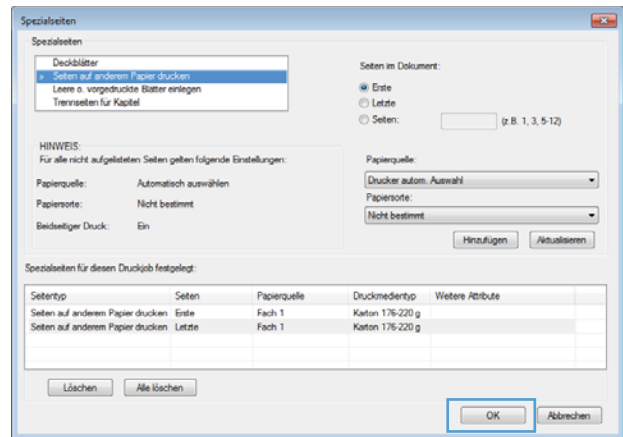 Spezialseiten
Spezialseiten
Deckblätter
» Seiten auf anderem Papier drucken
Leere o. vorgedruckte Blätter einlegen
Trennseiten für Kapitel
Seiten im Dokument:
Erste
Letzte
Seiten: (z.B. 1, 3, 5-12)
HINWEIS:
Für alle nicht aufgelisteten Seiten gelten folgende Einstellungen:
Papierquelle: Automatisch auswählen
Papiersorte: Nicht bestimmt
Beidseitiger Druck: Ein
Papierquelle:
Drucker autom. Auswahl
Papiersorte:
Nicht bestimmt
Hinzufügen Aktualisieren
Spezialseiten für diesen Druckjob festgelegt:
Seitentyp Seiten Papierquelle Druckmedientyp Weitere Attribute
Seiten auf anderem Papier drucken Erste Fach 1 Karton 176-220 g
Seiten auf anderem Papier drucken Letzte Fach 1 Karton 176-220 g
Löschen Alle löschen
OK Abbrechen